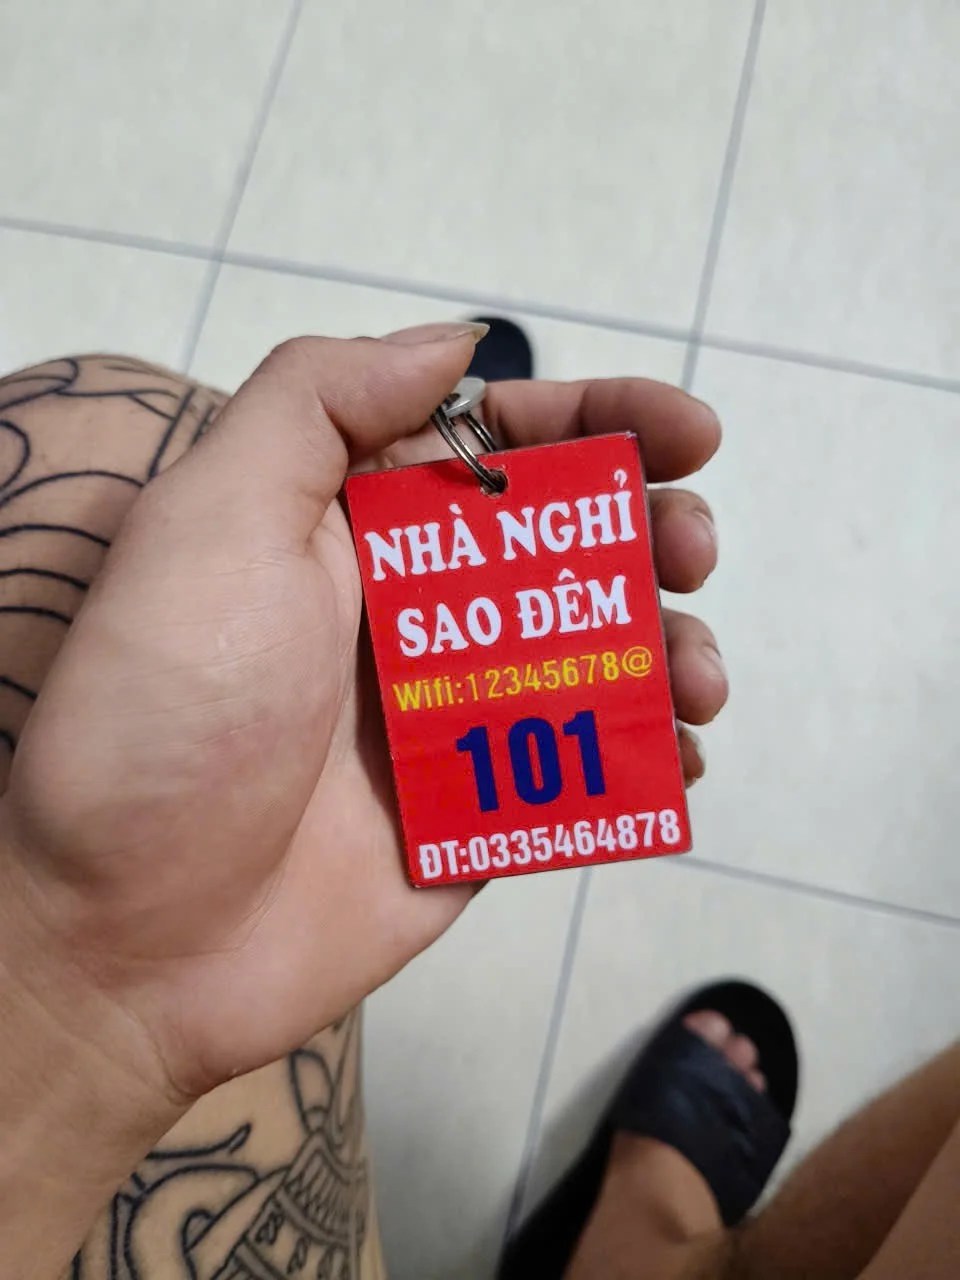 NHÀ NGHỈ
SAO ĐÊM
Wifi:12345678@
101
ĐT:0335464878